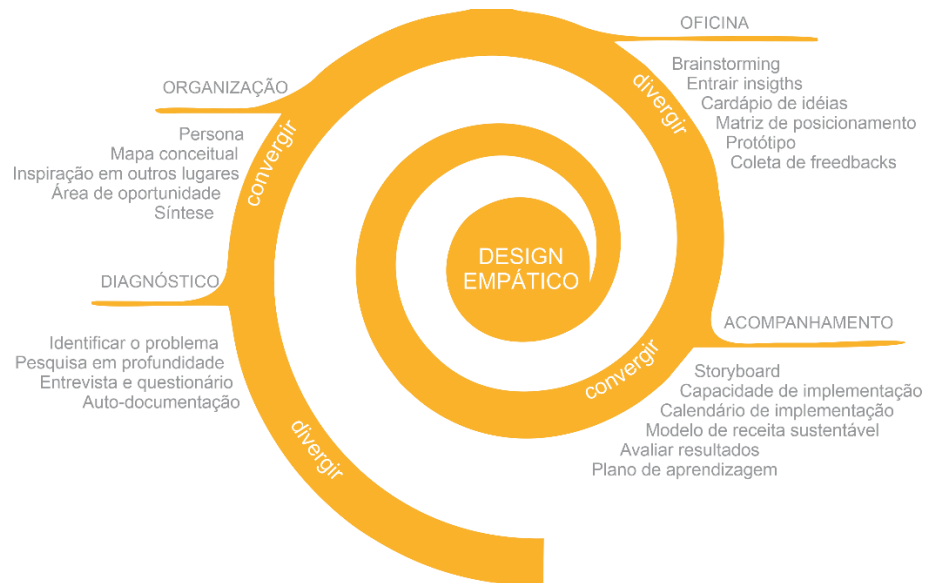 OFICINA
Brainstorming
Entrair insigths
Cardápio de idéias
Matriz de posicionamento
Protótipo
Coleta de freedbacks
divergir
ORGANIZAÇÃO
Persona
Mapa conceitual
Inspiração em outros lugares
Área de oportunidade
Síntese
convergir
DESIGN
EMPÁTICO
DIAGNÓSTICO
Identificar o problema
Pesquisa em profundidade
Entrevista e questionário
Auto-documentação
divergir
ACOMPANHAMENTO
Storyboard
Capacidade de implementação
Calendário de implementação
Modelo de receita sustentável
Avaliar resultados
Plano de aprendizagem
convergir